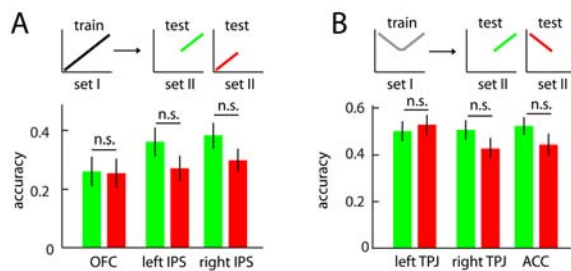 A
train
test
test
set I
set II
set II
n.s.
n.s.
n.s.
accuracy
0.4
0.2
0
OFC
left IPS
right IPS
B
train
test
test
set I
set II
set II
n.s.
n.s.
n.s.
accuracy
0.6
0.4
0.2
0
left TPJ
right TPJ
ACC